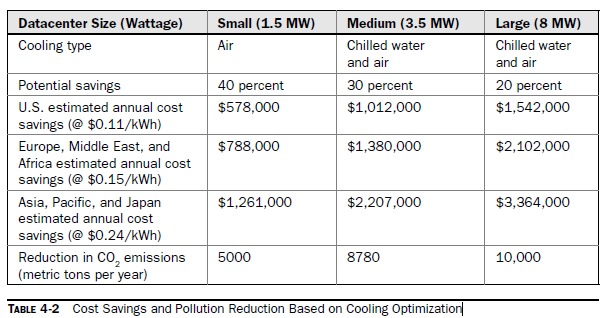 Datacenter Size (Wattage) Small (1.5 MW) Medium (3.5 MW) Large (8 MW)
Cooling type Air Chilled water Chilled water
and air and air
Potential savings 40 percent 30 percent 20 percent
U.S. estimated annual cost $578,000 $1,012,000 $1,542,000
savings (@ $0.11/kWh)
Europe, Middle East, and $788,000 $1,380,000 $2,102,000
Africa estimated annual cost
savings (@ $0.15/kWh)
Asia, Pacific, and Japan $1,261,000 $2,207,000 $3,364,000
estimated annual cost
savings (@ $0.24/kWh)
Reduction in CO₂ emissions 5000 8780 10,000
(metric tons per year)
TABLE 4-2 Cost Savings and Pollution Reduction Based on Cooling Optimization